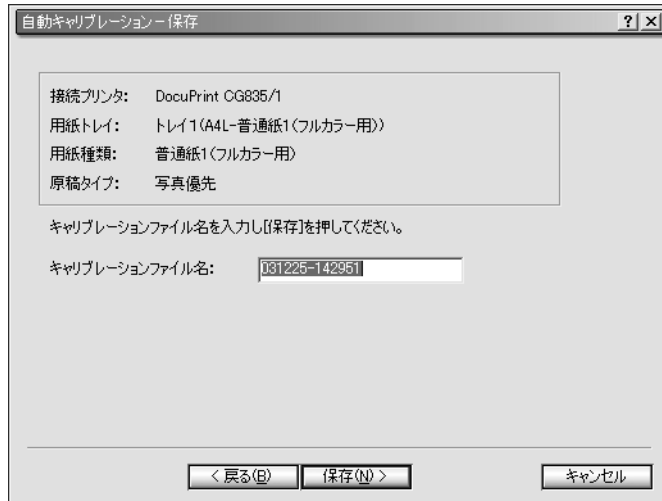 自動キャリブレーション－保存
接続プリンタ: DocuPrint CG835/1
用紙トレイ: トレイ1(A4L-普通紙1(フルカラー用))
用紙種類: 普通紙1(フルカラー用)
原稿タイプ: 写真優先
キャリブレーションファイル名を入力し[保存]を押してください。
キャリブレーションファイル名: 031225-142951
< 戻る(B) 保存(N) > キャンセル